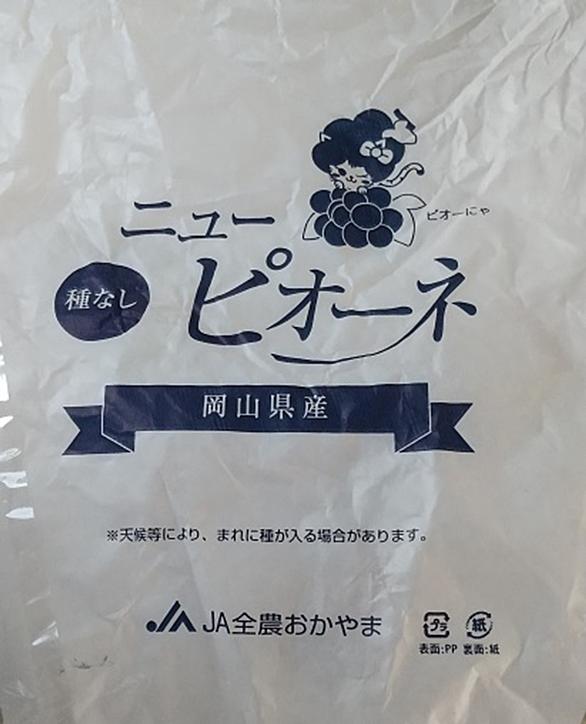 ピオーにゃ
ニュー
ピオーネ
種なし
岡山県産
※天候等により、まれに種が入る場合があります。
JA全農おかやま
プラ 紙
表面:PP 裏面:紙